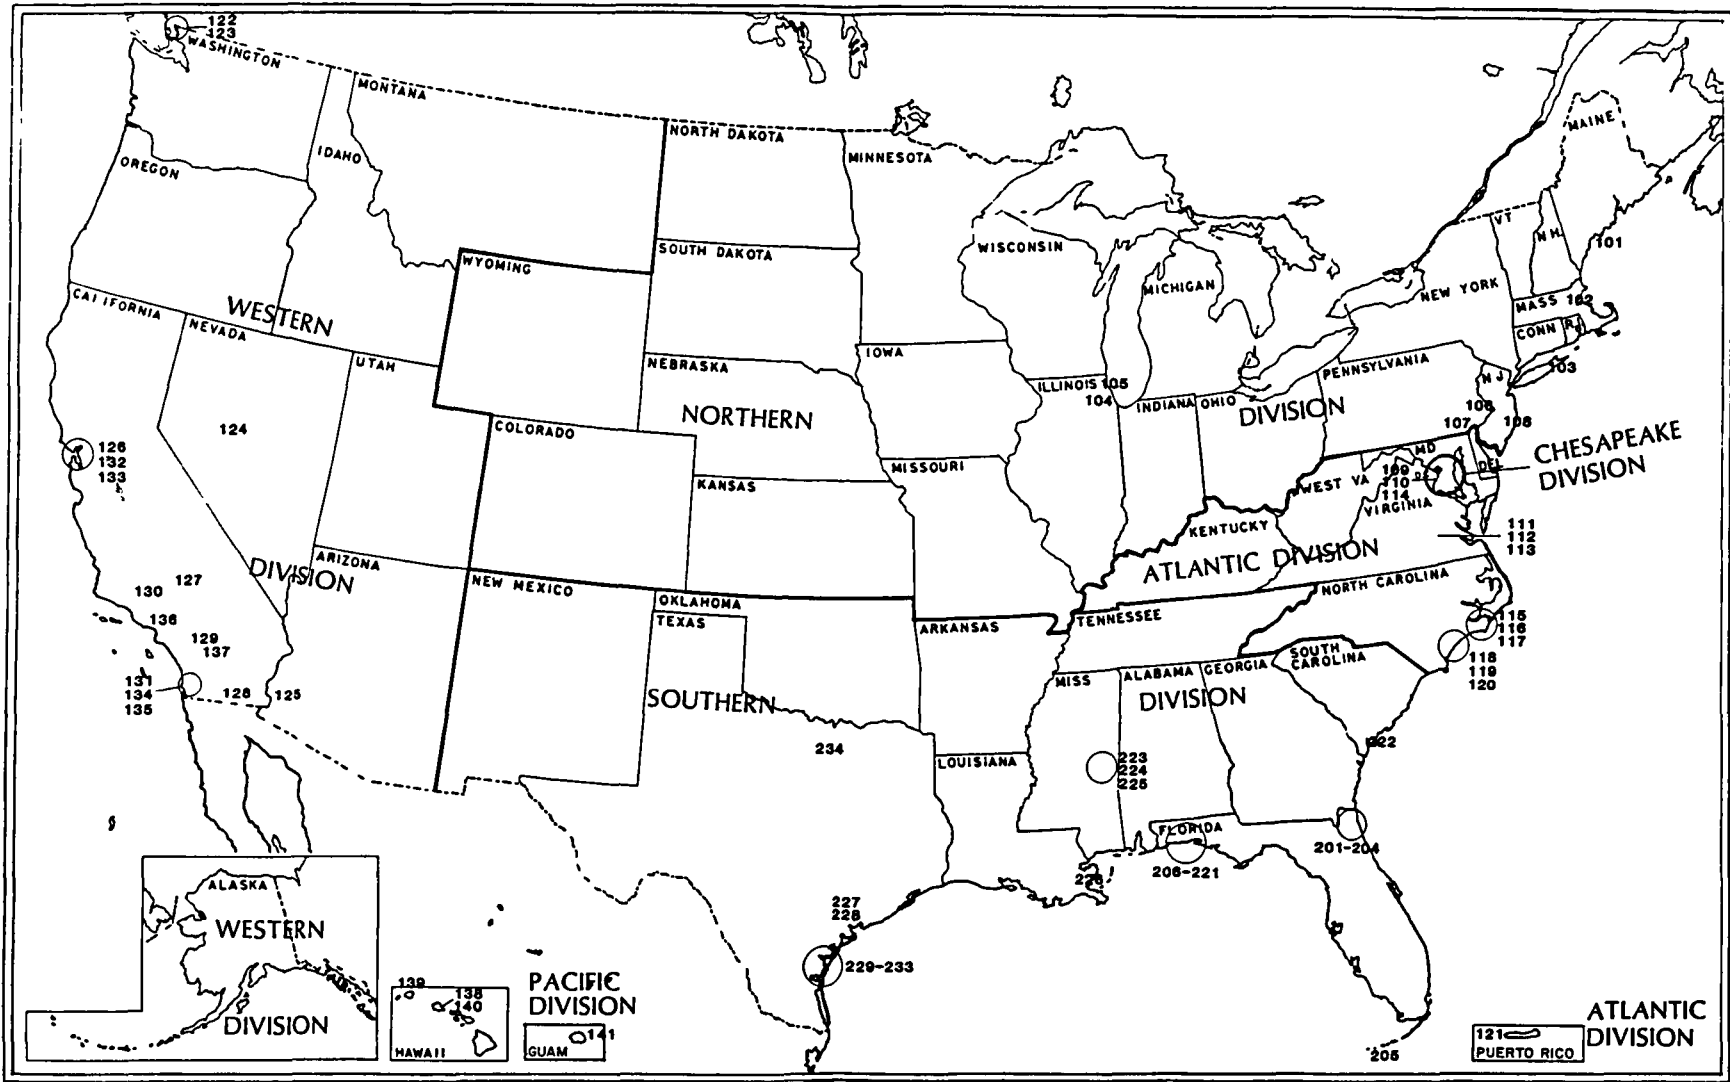 122
123
WASHINGTON
MONTANA
NORTH DAKOTA
MINNESOTA
MAINE
OREGON
IDAHO
SOUTH DAKOTA
WISCONSIN
VT
N H.
101
WYOMING
MICHIGAN
NEW YORK
CALIFORNIA
WESTERN
NEVADA
MASS 102
CONN
R I
UTAH
NEBRASKA
IOWA
ILLINOIS 105
104
INDIANA
OHIO
PENNSYLVANIA
N J
103
124
COLORADO
NORTHERN
DIVISION
106
107
108
CHESAPEAKE
DIVISION
126
132
133
KANSAS
MISSOURI
WEST VA
MD
DEL
109
110
114
VIRGINIA
111
112
113
KENTUCKY
ATLANTIC DIVISION
DIVISION
ARIZONA
NEW MEXICO
OKLAHOMA
TEXAS
ARKANSAS
TENNESSEE
NORTH CAROLINA
127
130
136
129
137
115
116
117
118
119
120
131
134
135
128
125
SOUTHERN
MISS
ALABAMA
GEORGIA
SOUTH
CAROLINA
DIVISION
234
LOUISIANA
223
224
225
222
FLORIDA
201-204
206-221
226
227
228
229-233
205
ALASKA
WESTERN
DIVISION
139
138
140
HAWAII
PACIFIC
DIVISION
141
GUAM
121
PUERTO RICO
ATLANTIC
DIVISION